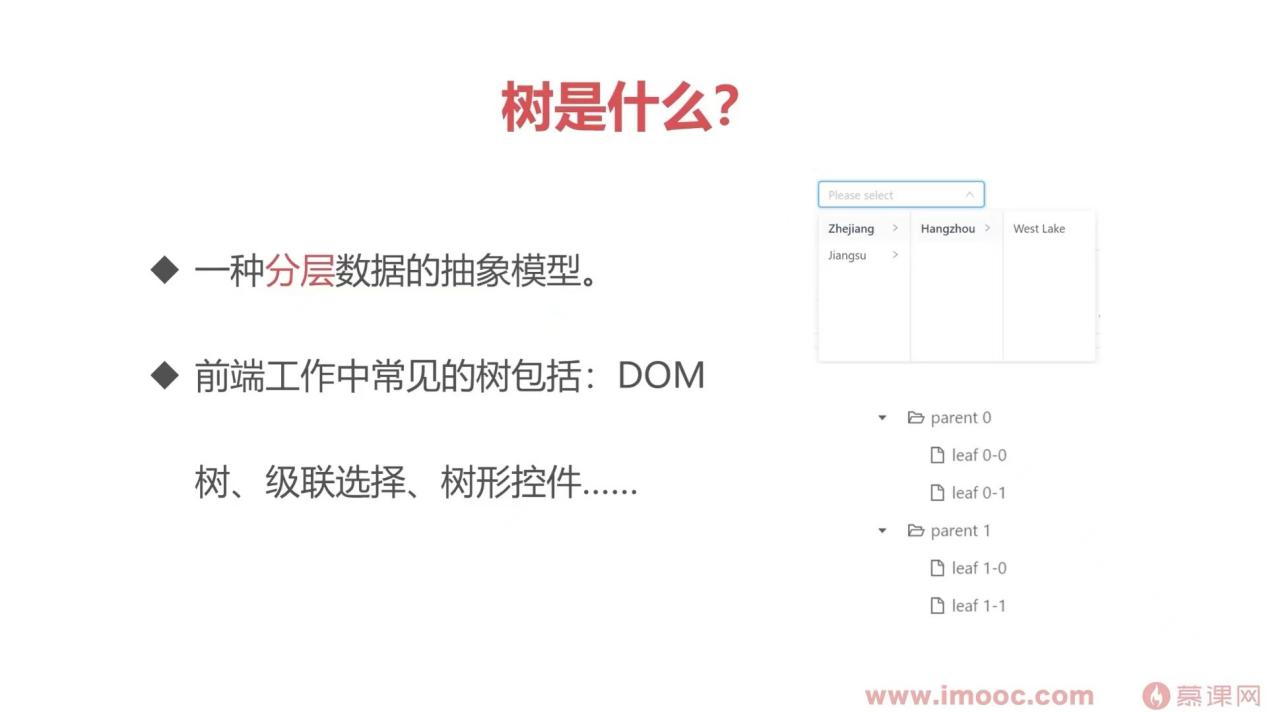 树是什么？
◆ 一种分层数据的抽象模型。
◆ 前端工作中常见的树包括：DOM
树、级联选择、树形控件……
Please select
Zhejiang > Hangzhou > West Lake
Jiangsu >
parent 0
leaf 0-0
leaf 0-1
parent 1
leaf 1-0
leaf 1-1
www.imooc.com 慕课网